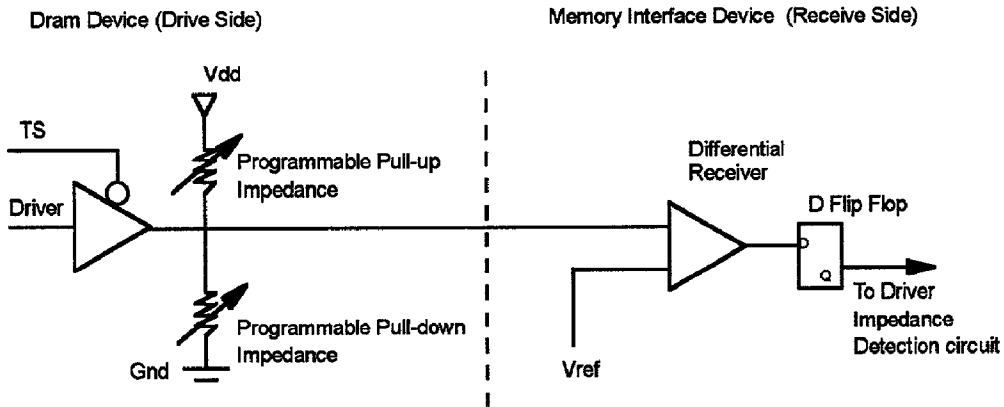 Dram Device (Drive Side)
Memory Interface Device (Receive Side)
Vdd
TS
Programmable Pull-up
Impedance
Driver
Differential
Receiver
D Flip Flop
Q
To Driver
Impedance
Detection circuit
Programmable Pull-down
Impedance
Gnd
Vref